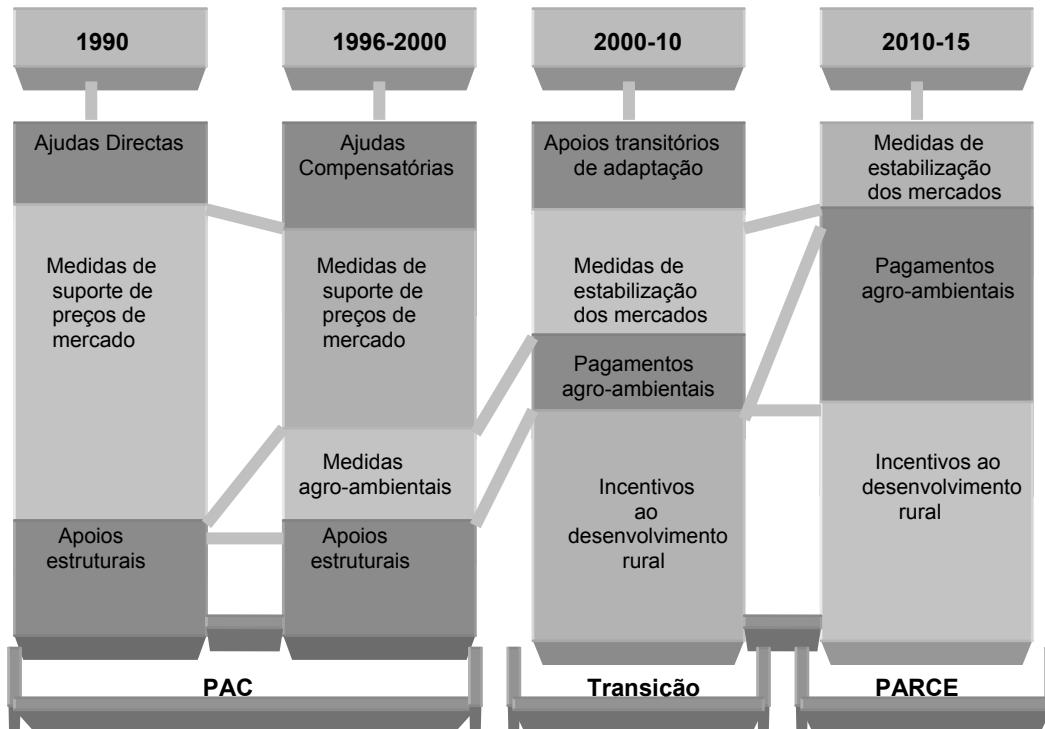 1990
1996-2000
2000-10
2010-15
Ajudas Directas
Medidas de
suporte de
preços de
mercado
Apoios
estruturais
Ajudas
Compensatórias
Medidas de
suporte de
preços de
mercado
Medidas
agro-ambientais
Apoios
estruturais
Apoios transitórios
de adaptação
Medidas de
estabilização
dos mercados
Pagamentos
agro-ambientais
Incentivos
ao
desenvolvimento
rural
Medidas de
estabilização
dos mercados
Pagamentos
agro-ambientais
Incentivos ao
desenvolvimento
rural
PAC
Transição
PARCE